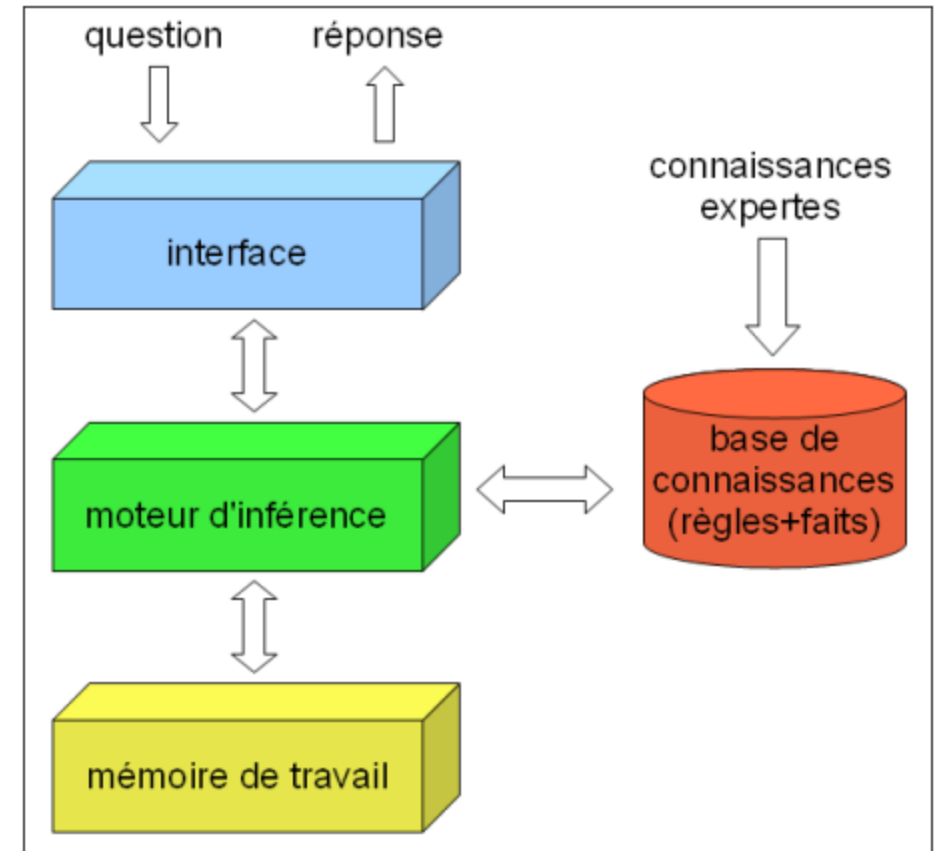 question
réponse
connaissances
expertes
interface
base de
connaissances
(règles+faits)
moteur d'inférence
mémoire de travail